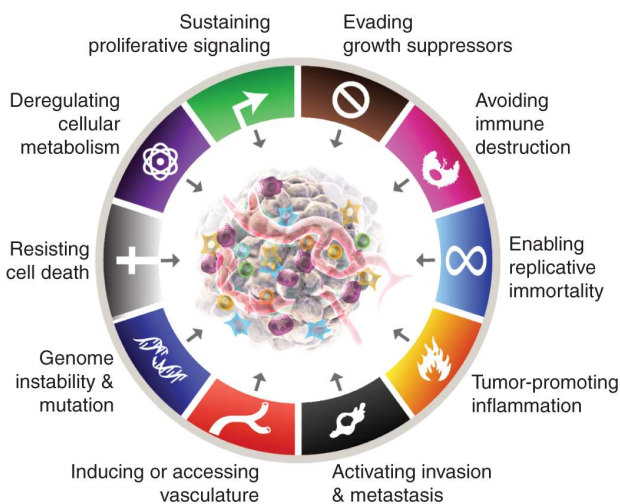 Sustaining
proliferative signaling
Evading
growth suppressors
Deregulating
cellular
metabolism
Avoiding
immune
destruction
Resisting
cell death
Enabling
replicative
immortality
Genome
instability &
mutation
Tumor-promoting
inflammation
Inducing or accessing
vasculature
Activating invasion
& metastasis